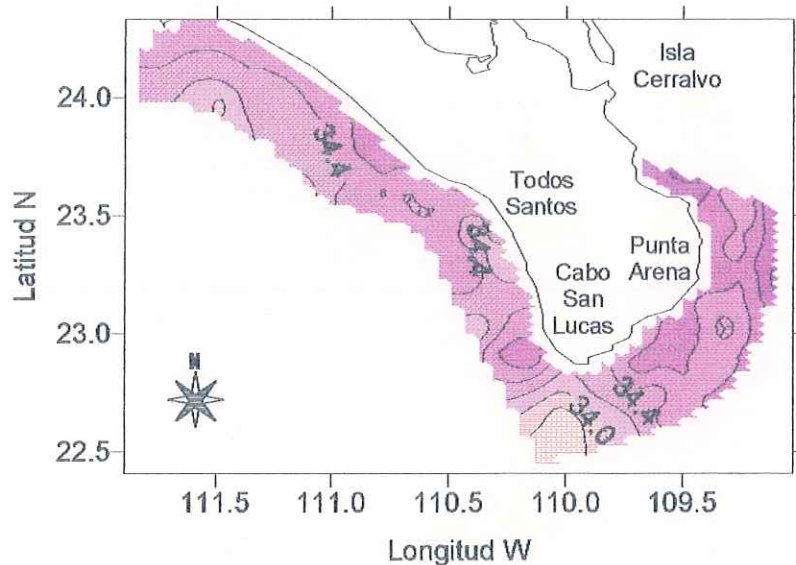 Isla
Cerralvo
24.0
34.4
Todos
Santos
23.5
34.4
Punta
Arena
Cabo
San
Lucas
Latitud N
23.0
N
34.4
34.0
22.5
111.5 111.0 110.5 110.0 109.5
Longitud W